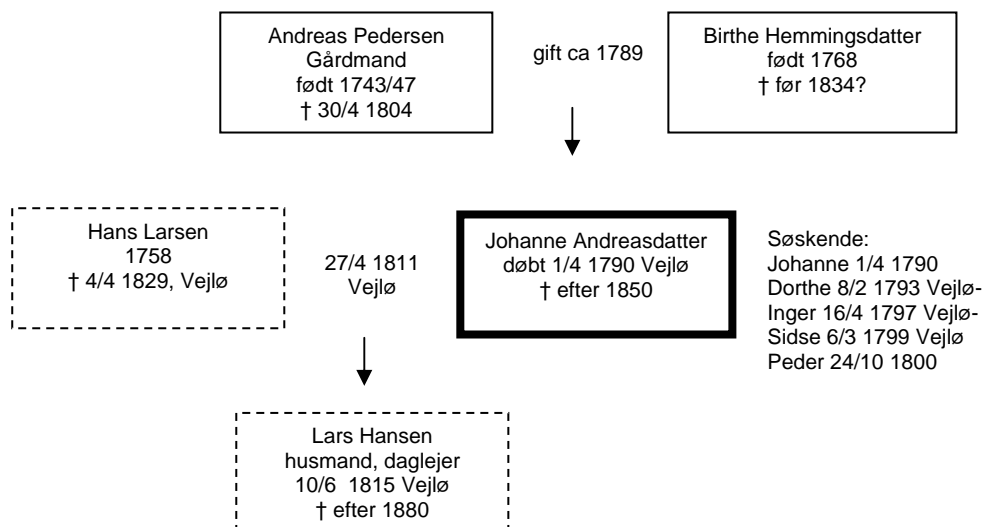 Andreas Pedersen
Gårdmand
født 1743/47
† 30/4 1804
gift ca 1789
Birthe Hemmingsdatter
født 1768
† før 1834?
Hans Larsen
1758
† 4/4 1829, Vejlø
27/4 1811
Vejlø
Johanne Andreasdatter
døbt 1/4 1790 Vejlø
† efter 1850
Søskende:
Johanne 1/4 1790
Dorthe 8/2 1793 Vejlø-
Inger 16/4 1797 Vejlø-
Sidse 6/3 1799 Vejlø
Peder 24/10 1800
Lars Hansen
husmand, daglejer
10/6  1815 Vejlø
† efter 1880